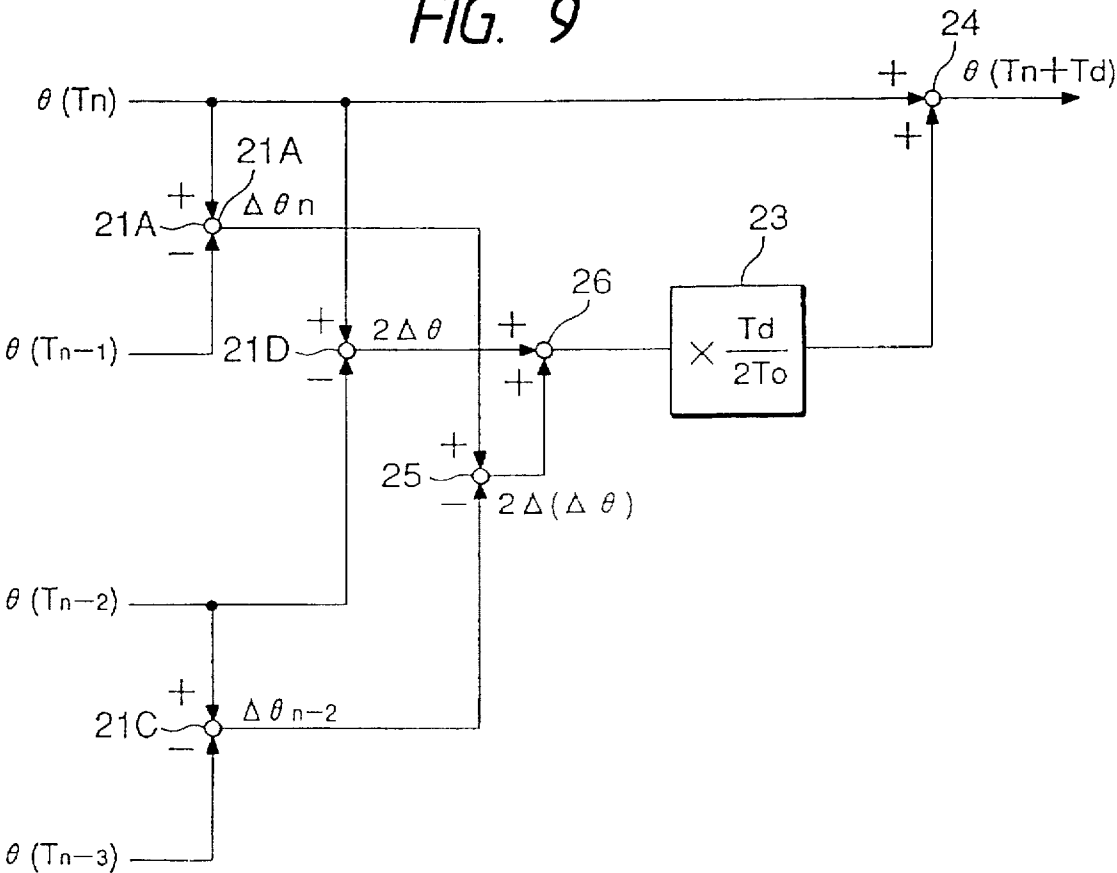 FIG. 9
24
θ (Tn)
+
θ (Tn+Td)
+
21A
+
Δθn
21A
−
23
26
θ (Tn−1)
+
2Δθ
+
21D
−
+
× Td
2To
+
25
−
2Δ(Δθ)
θ (Tn−2)
+
Δθn−2
21C
−
θ (Tn−3)